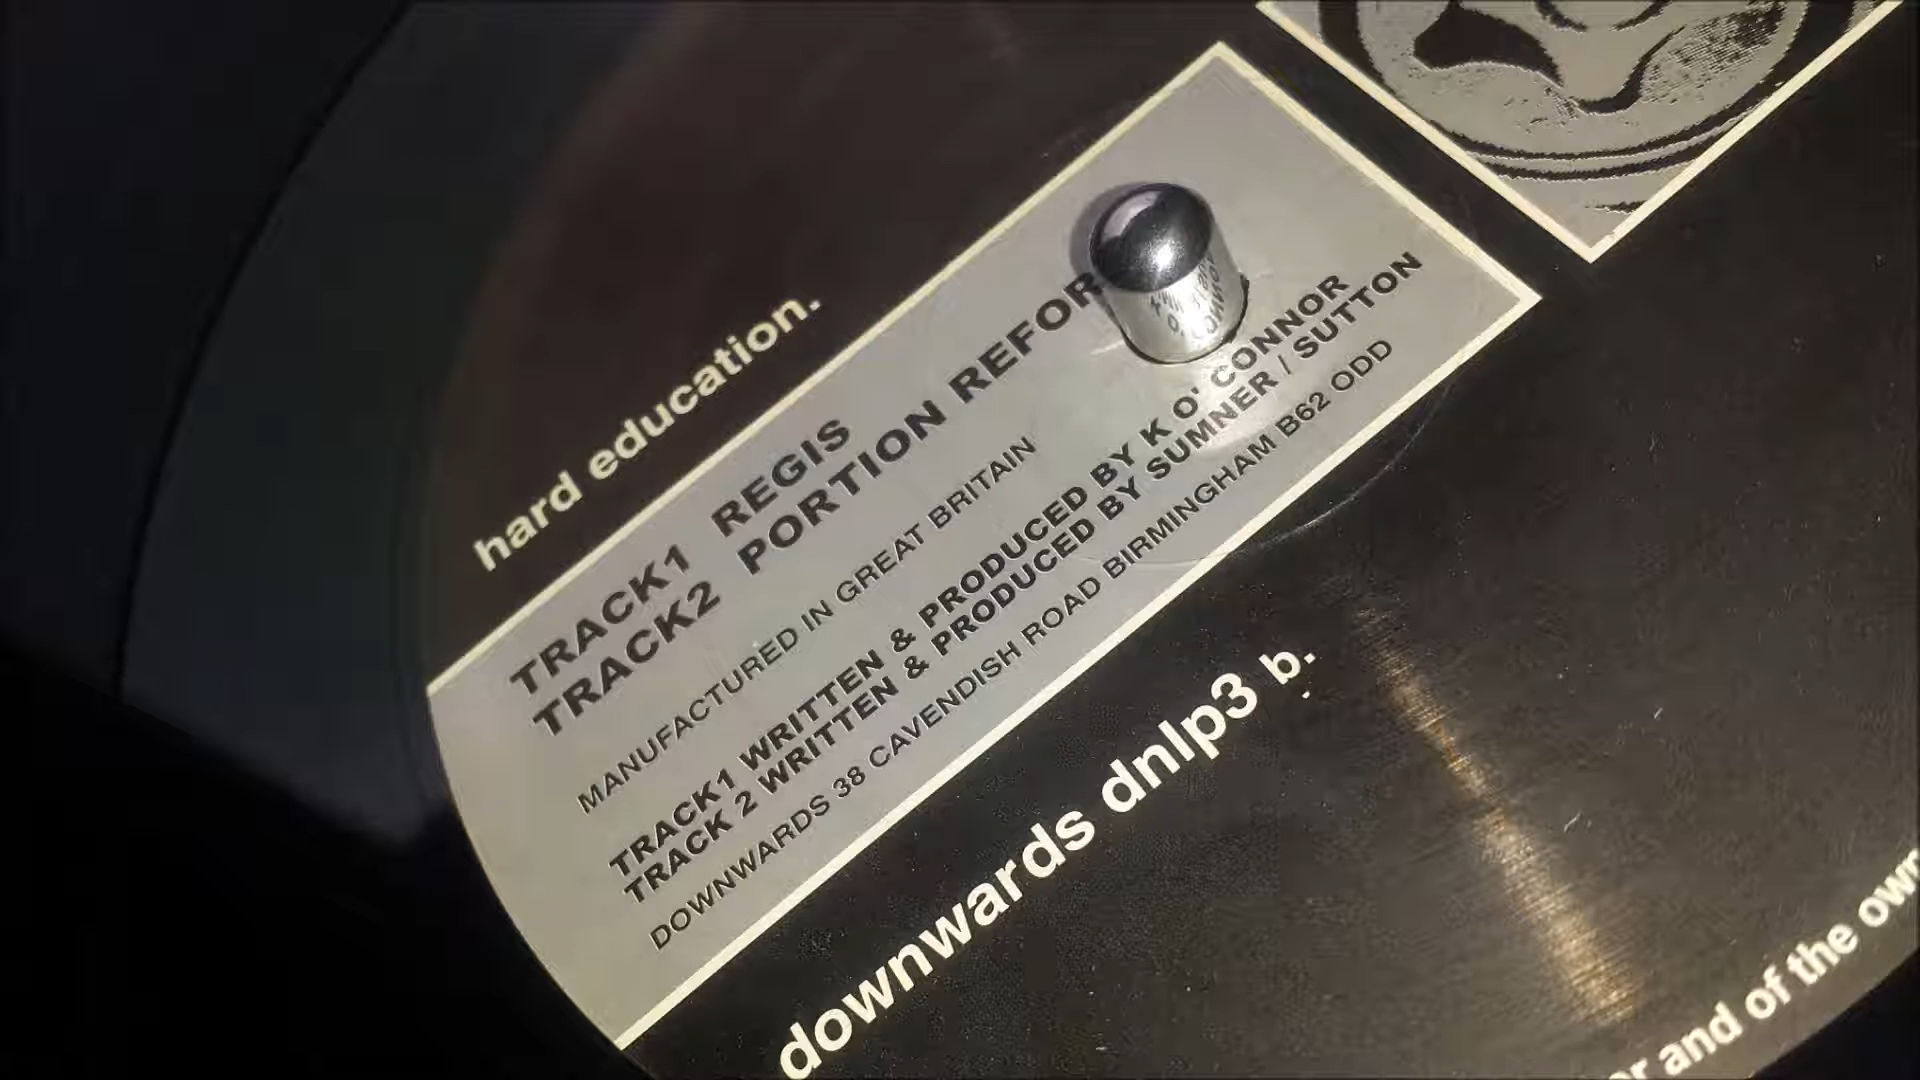 hard education.
TRACK1 REGIS
TRACK2 PORTION REFOR
MANUFACTURED IN GREAT BRITAIN
TRACK1 WRITTEN & PRODUCED BY K O' CONNOR
TRACK 2 WRITTEN & PRODUCED BY SUMNER / SUTTON
DOWNWARDS 38 CAVENDISH ROAD BIRMINGHAM B62 ODD
downwards dnlp3 b.
and of the